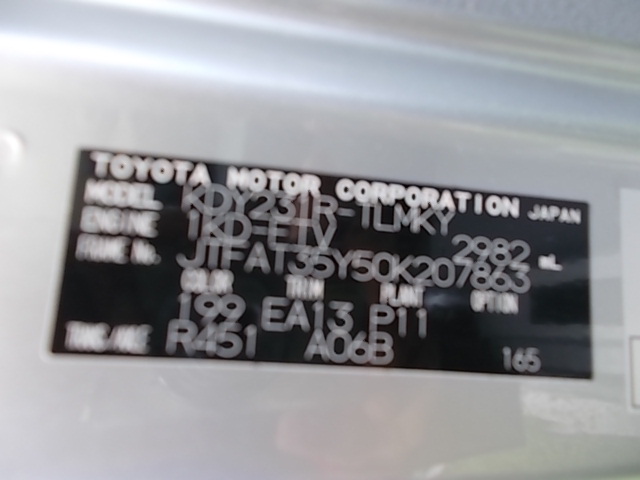 TOYOTA MOTOR CORPORATION JAPAN
MODEL KDY231R-TLMKY
ENGINE 1KD-FTV 2982 mL
FRAME No. JTFAT35Y50K207863
COLOR TRIM PLANT OPTION
199 EA13 P11
TRANS/AXLE R451 A06B 165